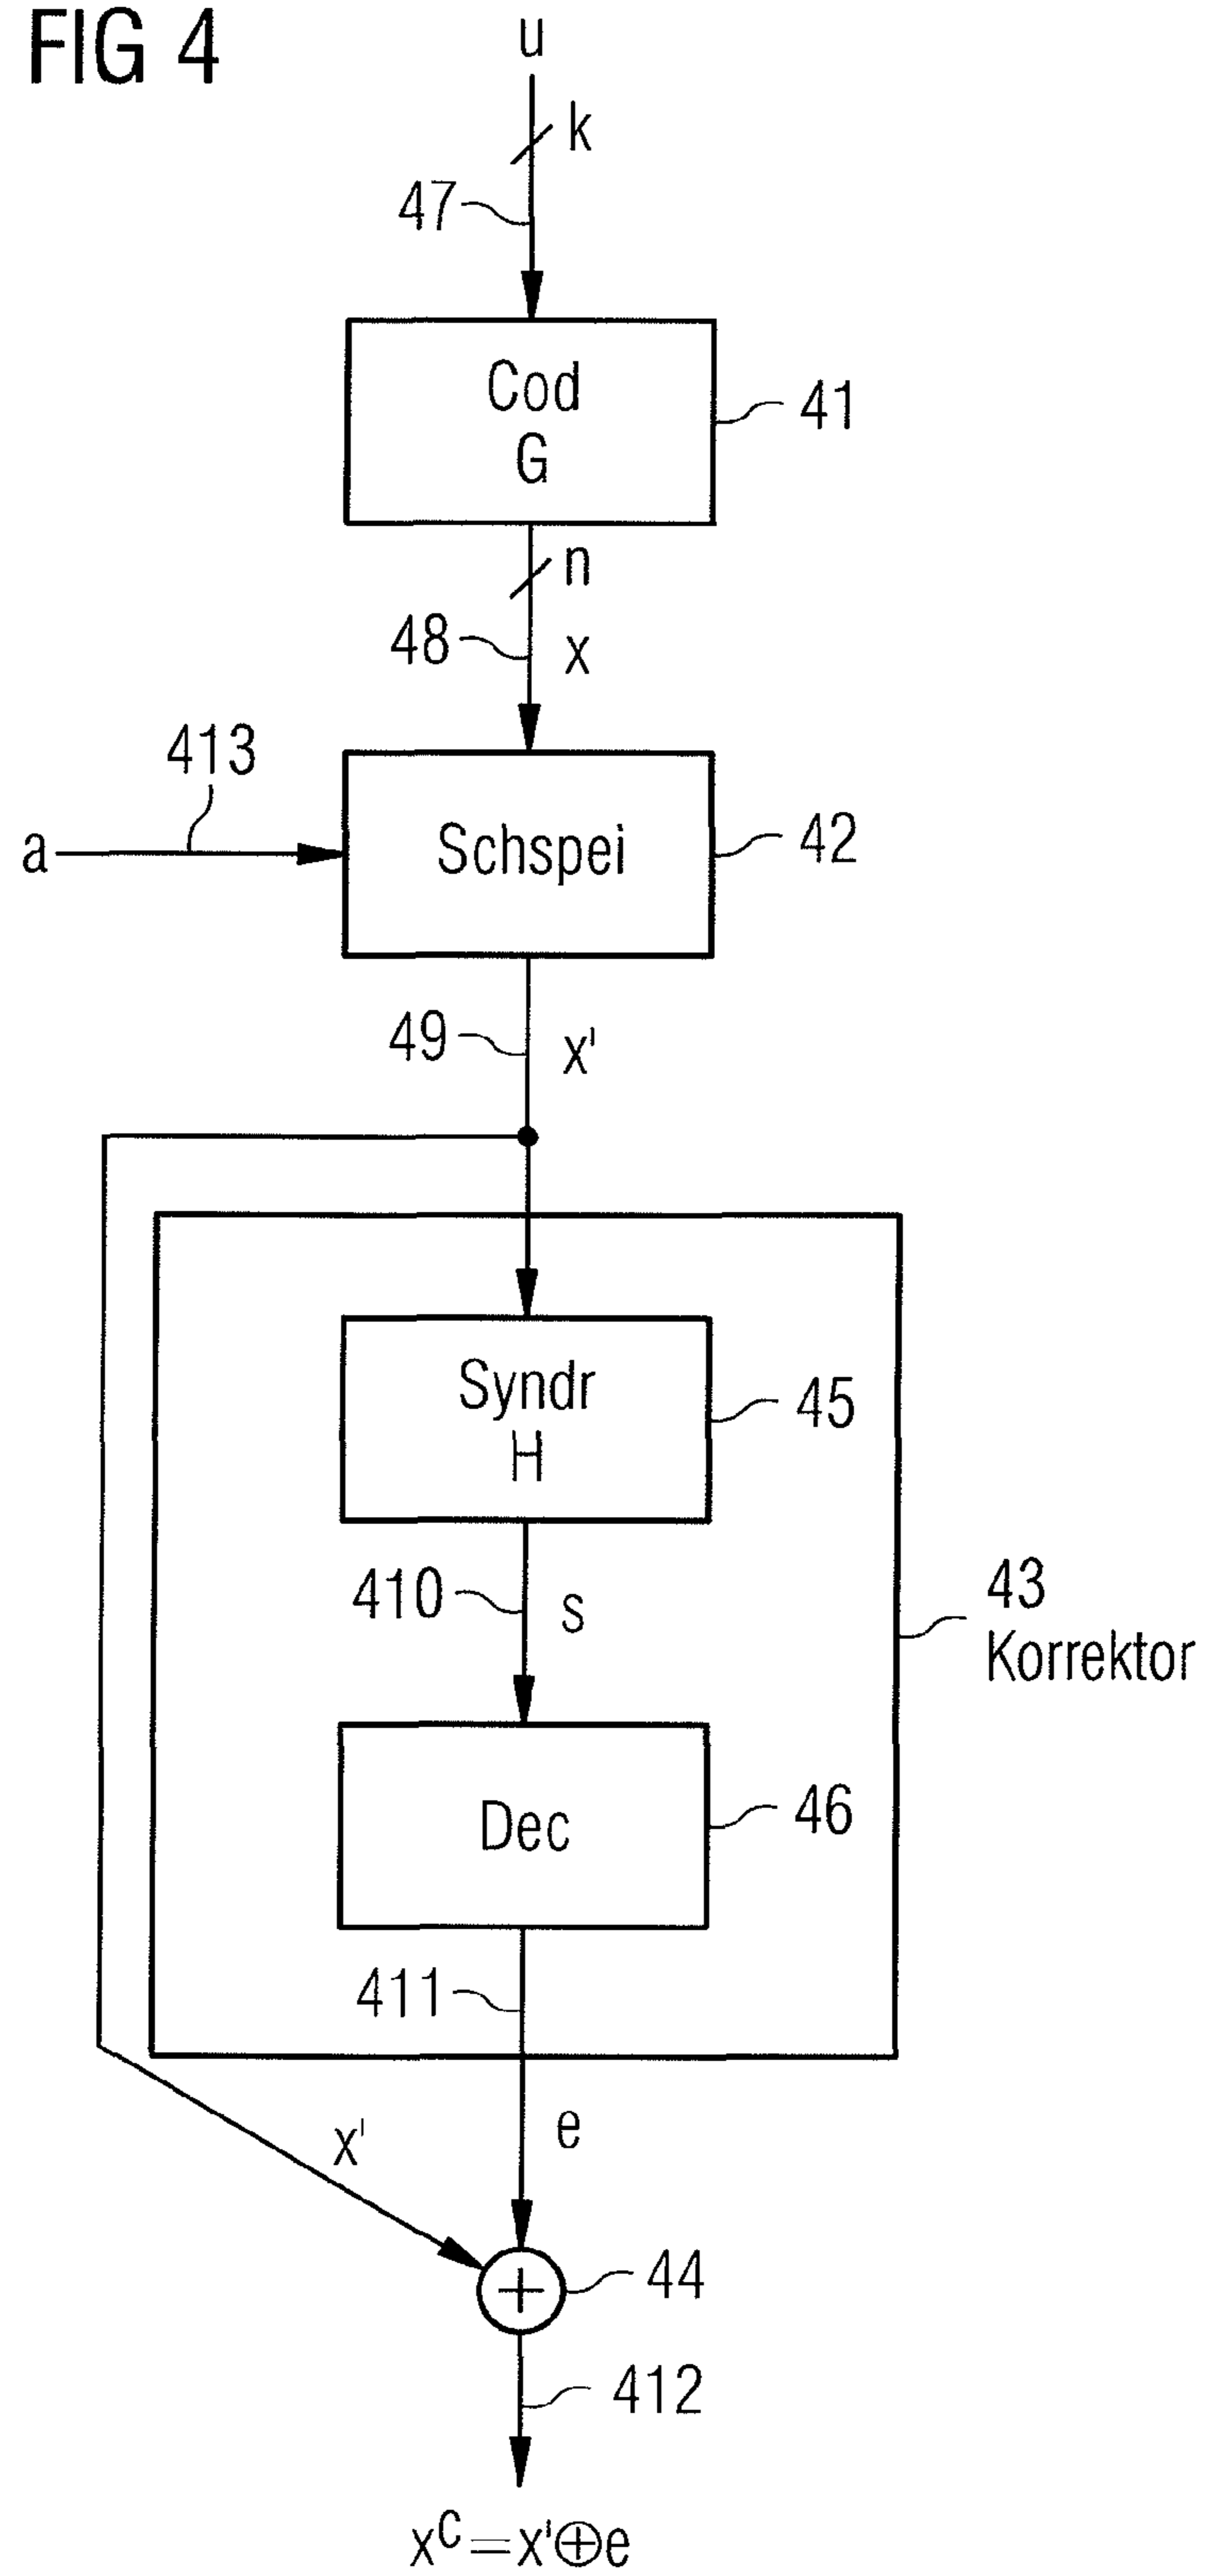 FIG 4
u
k
47
Cod
G
41
n
48
x
413
a
Schspei
42
49
x'
Syndr
H
45
410
s
43
Korrektor
Dec
46
411
e
x'
+
44
412
xᶜ=x'⊕e